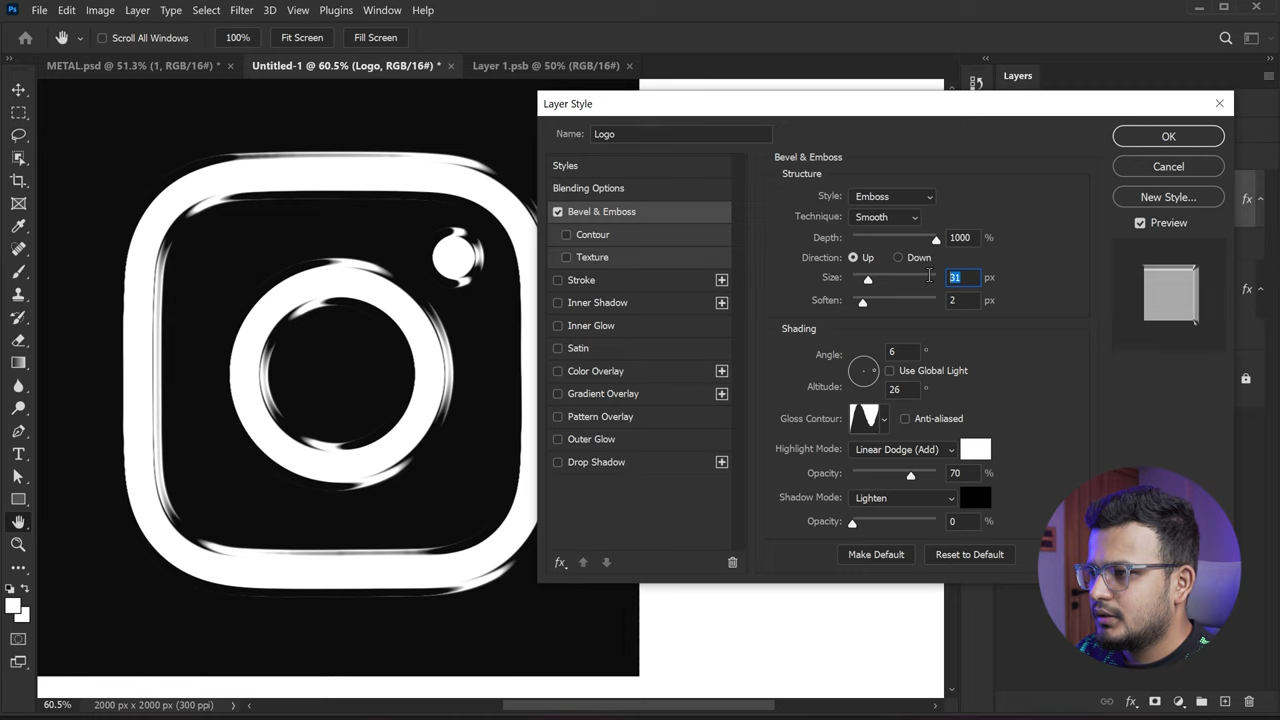 Ps File Edit Image Layer Type Select Filter 3D View Plugins Window Help
Scroll All Windows 100% Fit Screen Fill Screen
METAL.psd @ 51.3% (1, RGB/16#) * Untitled-1 @ 60.5% (Logo, RGB/16#) * Layer 1.psb @ 50% (RGB/16#)
Layers
Layer Style
Name: Logo
Styles
Blending Options
Bevel & Emboss
Contour
Texture
Stroke
Inner Shadow
Inner Glow
Satin
Color Overlay
Gradient Overlay
Pattern Overlay
Outer Glow
Drop Shadow
fx
Bevel & Emboss
Structure
Style: Emboss
Technique: Smooth
Depth: 1000 %
Direction: Up Down
Size: 31 px
Soften: 2 px
Shading
Angle: 6 °
Use Global Light
Altitude: 26 °
Gloss Contour: Anti-aliased
Highlight Mode: Linear Dodge (Add)
Opacity: 70 %
Shadow Mode: Lighten
Opacity: 0 %
Make Default Reset to Default
OK
Cancel
New Style...
Preview
fx
fx
T
60.5% 2000 px x 2000 px (300 ppi)
fx